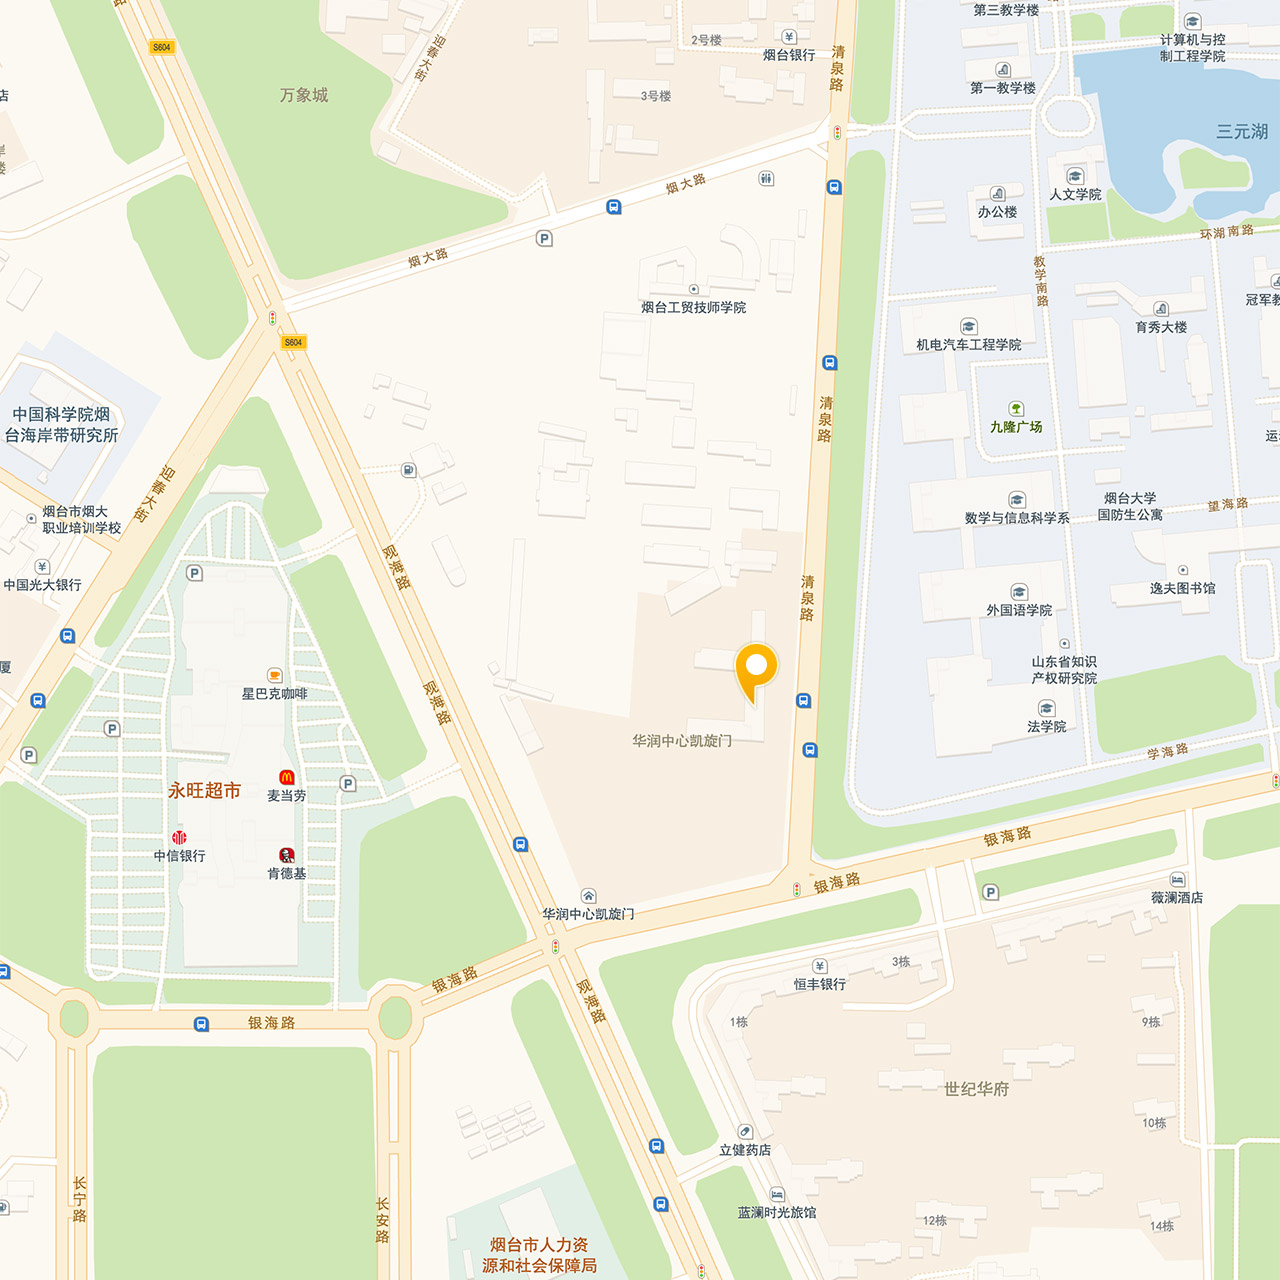 第三教学楼
计算机与控
制工程学院
S604
2号楼
烟台银行
清泉路
迎春大街
店
万象城
3号楼
第一教学楼
三元湖
烟大路
人文学院
办公楼
环湖南路
烟大路
教学南路
烟台工贸技师学院
冠军教
育秀大楼
机电汽车工程学院
S604
中国科学院烟
台海岸带研究所
清泉路
九隆广场
运
迎春大街
烟台市烟大
职业培训学校
烟台大学
国防生公寓
望海路
数学与信息科学系
观海路
中国光大银行
清泉路
逸夫图书馆
外国语学院
厦
山东省知识
产权研究院
星巴克咖啡
观海路
法学院
华润中心凯旋门
学海路
永旺超市
麦当劳
中信银行
肯德基
银海路
银海路
薇澜酒店
华润中心凯旋门
3栋
恒丰银行
银海路
观海路
银海路
1栋
9栋
世纪华府
10栋
立健药店
长宁路
长安路
蓝澜时光旅馆
12栋
14栋
烟台市人力资
源和社会保障局